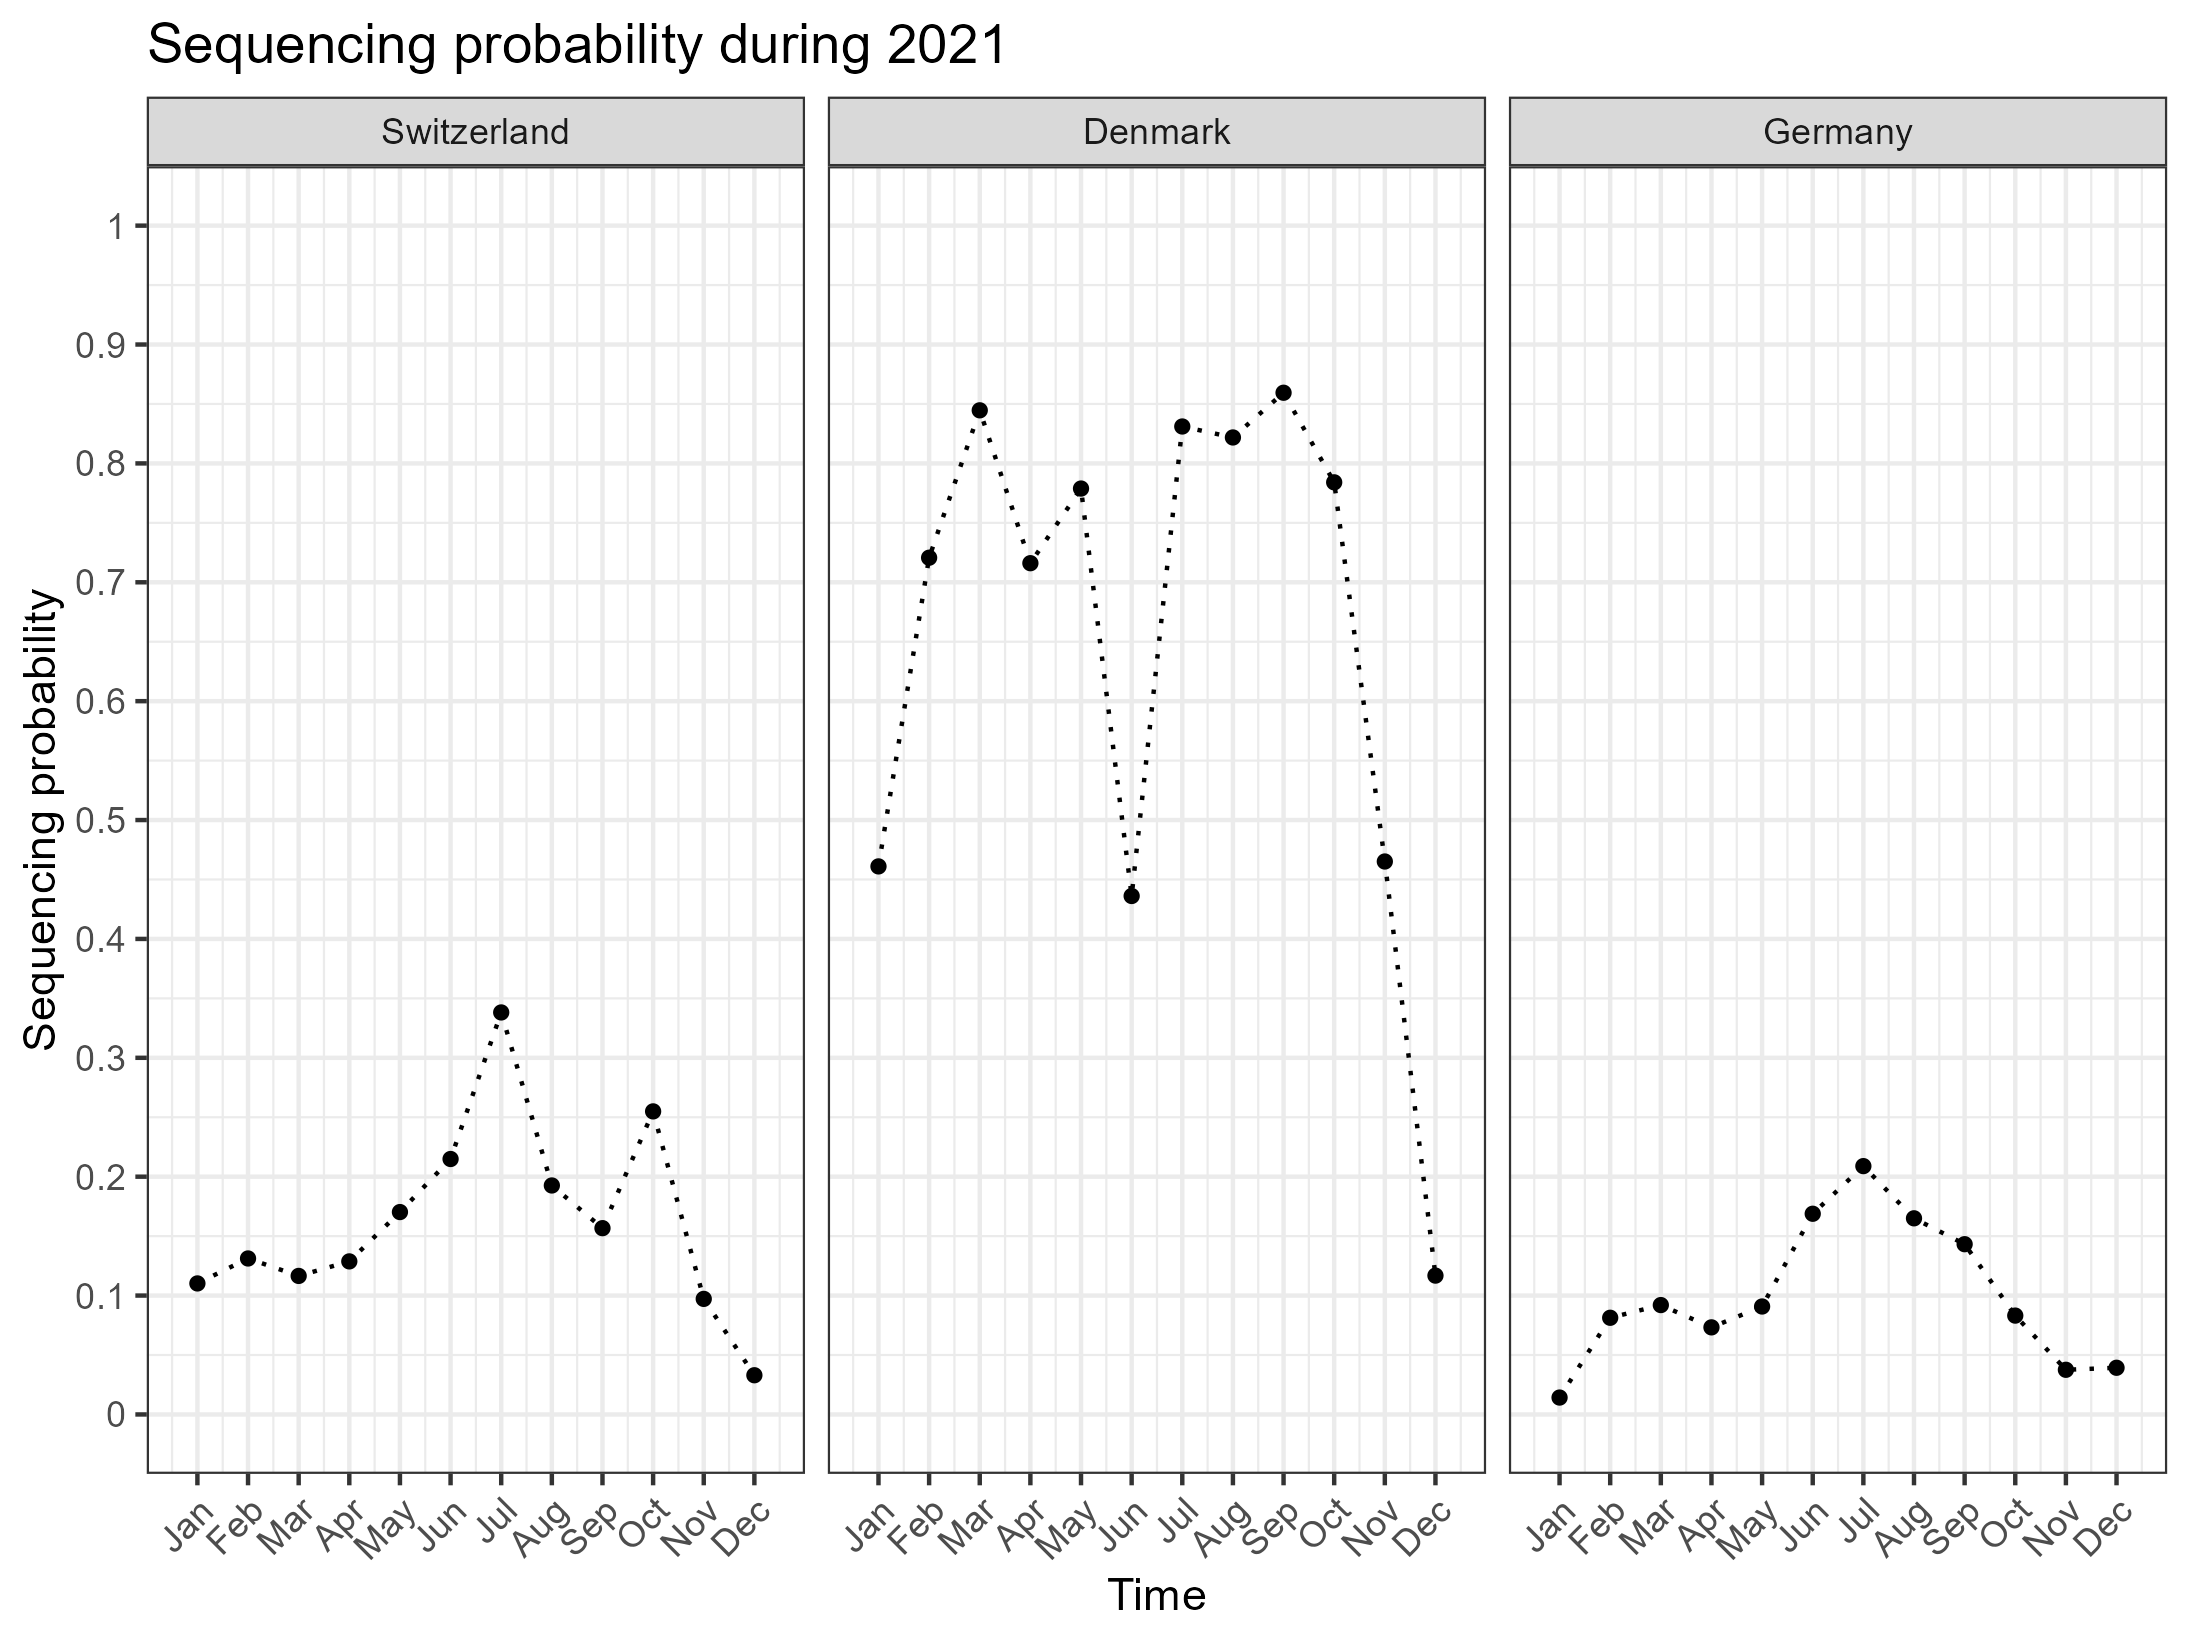 Sequencing probability during 2021
Switzerland
Denmark
Germany
Sequencing probability
1
0.9
0.8
0.7
0.6
0.5
0.4
0.3
0.2
0.1
0
Jan Feb Mar Apr May Jun Jul Aug Sep Oct Nov Dec
Jan Feb Mar Apr May Jun Jul Aug Sep Oct Nov Dec
Jan Feb Mar Apr May Jun Jul Aug Sep Oct Nov Dec
Time